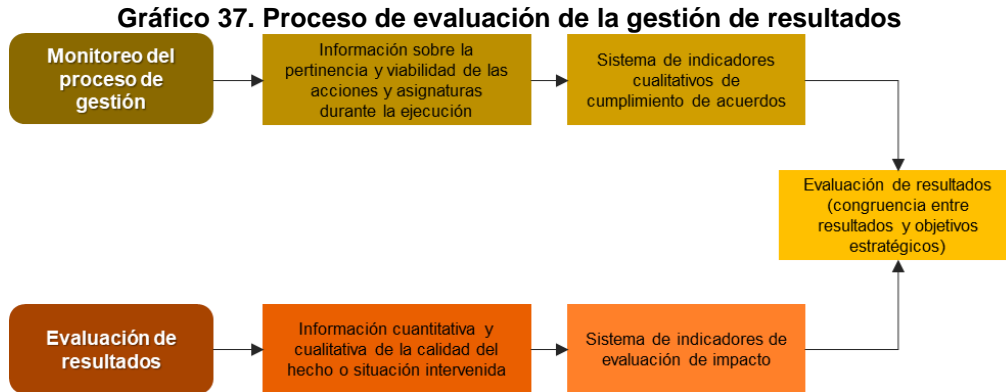 Gráfico 37. Proceso de evaluación de la gestión de resultados
Monitoreo del
proceso de
gestión
Información sobre la
pertinencia y viabilidad de las
acciones y asignaturas
durante la ejecución
Sistema de indicadores
cualitativos de
cumplimiento de acuerdos
Evaluación de resultados
(congruencia entre
resultados y objetivos
estratégicos)
Evaluación de
resultados
Información cuantitativa y
cualitativa de la calidad del
hecho o situación intervenida
Sistema de indicadores de
evaluación de impacto